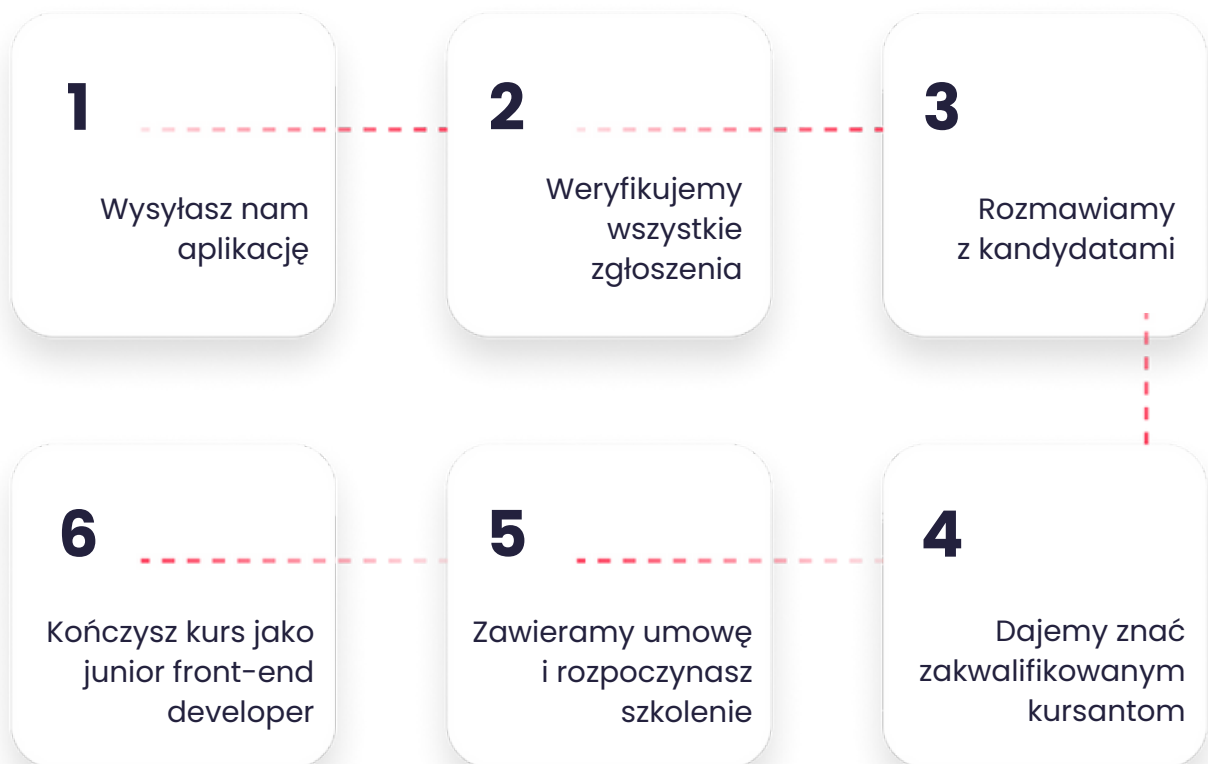 1
Wysyłasz nam
aplikację
2
Weryfikujemy
wszystkie
zgłoszenia
3
Rozmawiamy
z kandydatami
4
Dajemy znać
zakwalifikowanym
kursantom
5
Zawieramy umowę
i rozpoczynasz
szkolenie
6
Kończysz kurs jako
junior front-end
developer